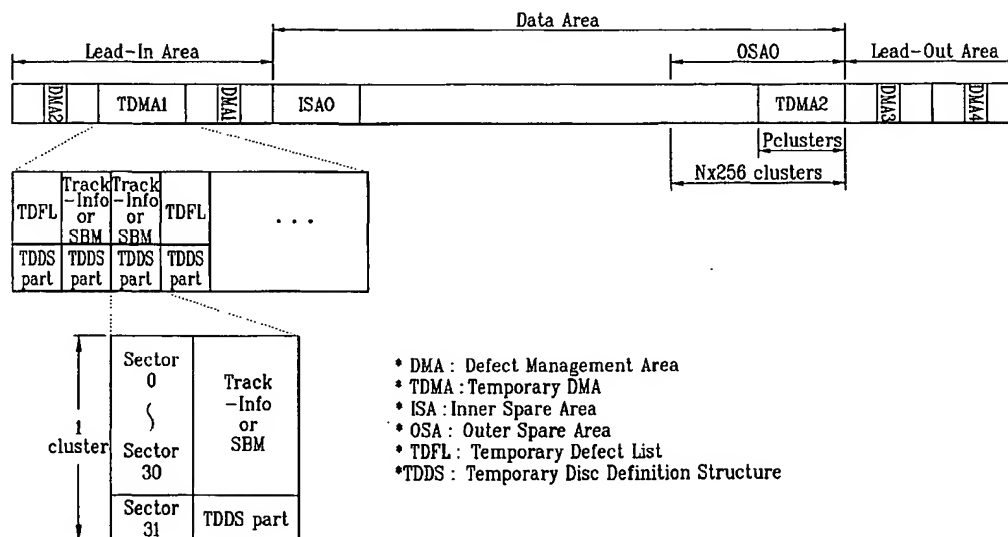 Data Area
Lead-In Area
OSA0
Lead-Out Area
DMA2
TDMA1
DMA1
ISA0
TDMA2
DMA3
DMA4
Pclusters
Nx256 clusters
TDFL
Track
-Info
or
SBM
Track
-Info
or
SBM
TDFL
. . .
TDDS
part
TDDS
part
TDDS
part
TDDS
part
1
cluster
Sector
0
Sector
30
Track
-Info
or
SBM
Sector
31
TDDS part
* DMA : Defect Management Area
* TDMA : Temporary DMA
* ISA : Inner Spare Area
* OSA : Outer Spare Area
* TDFL : Temporary Defect List
*TDDS : Temporary Disc Definition Structure